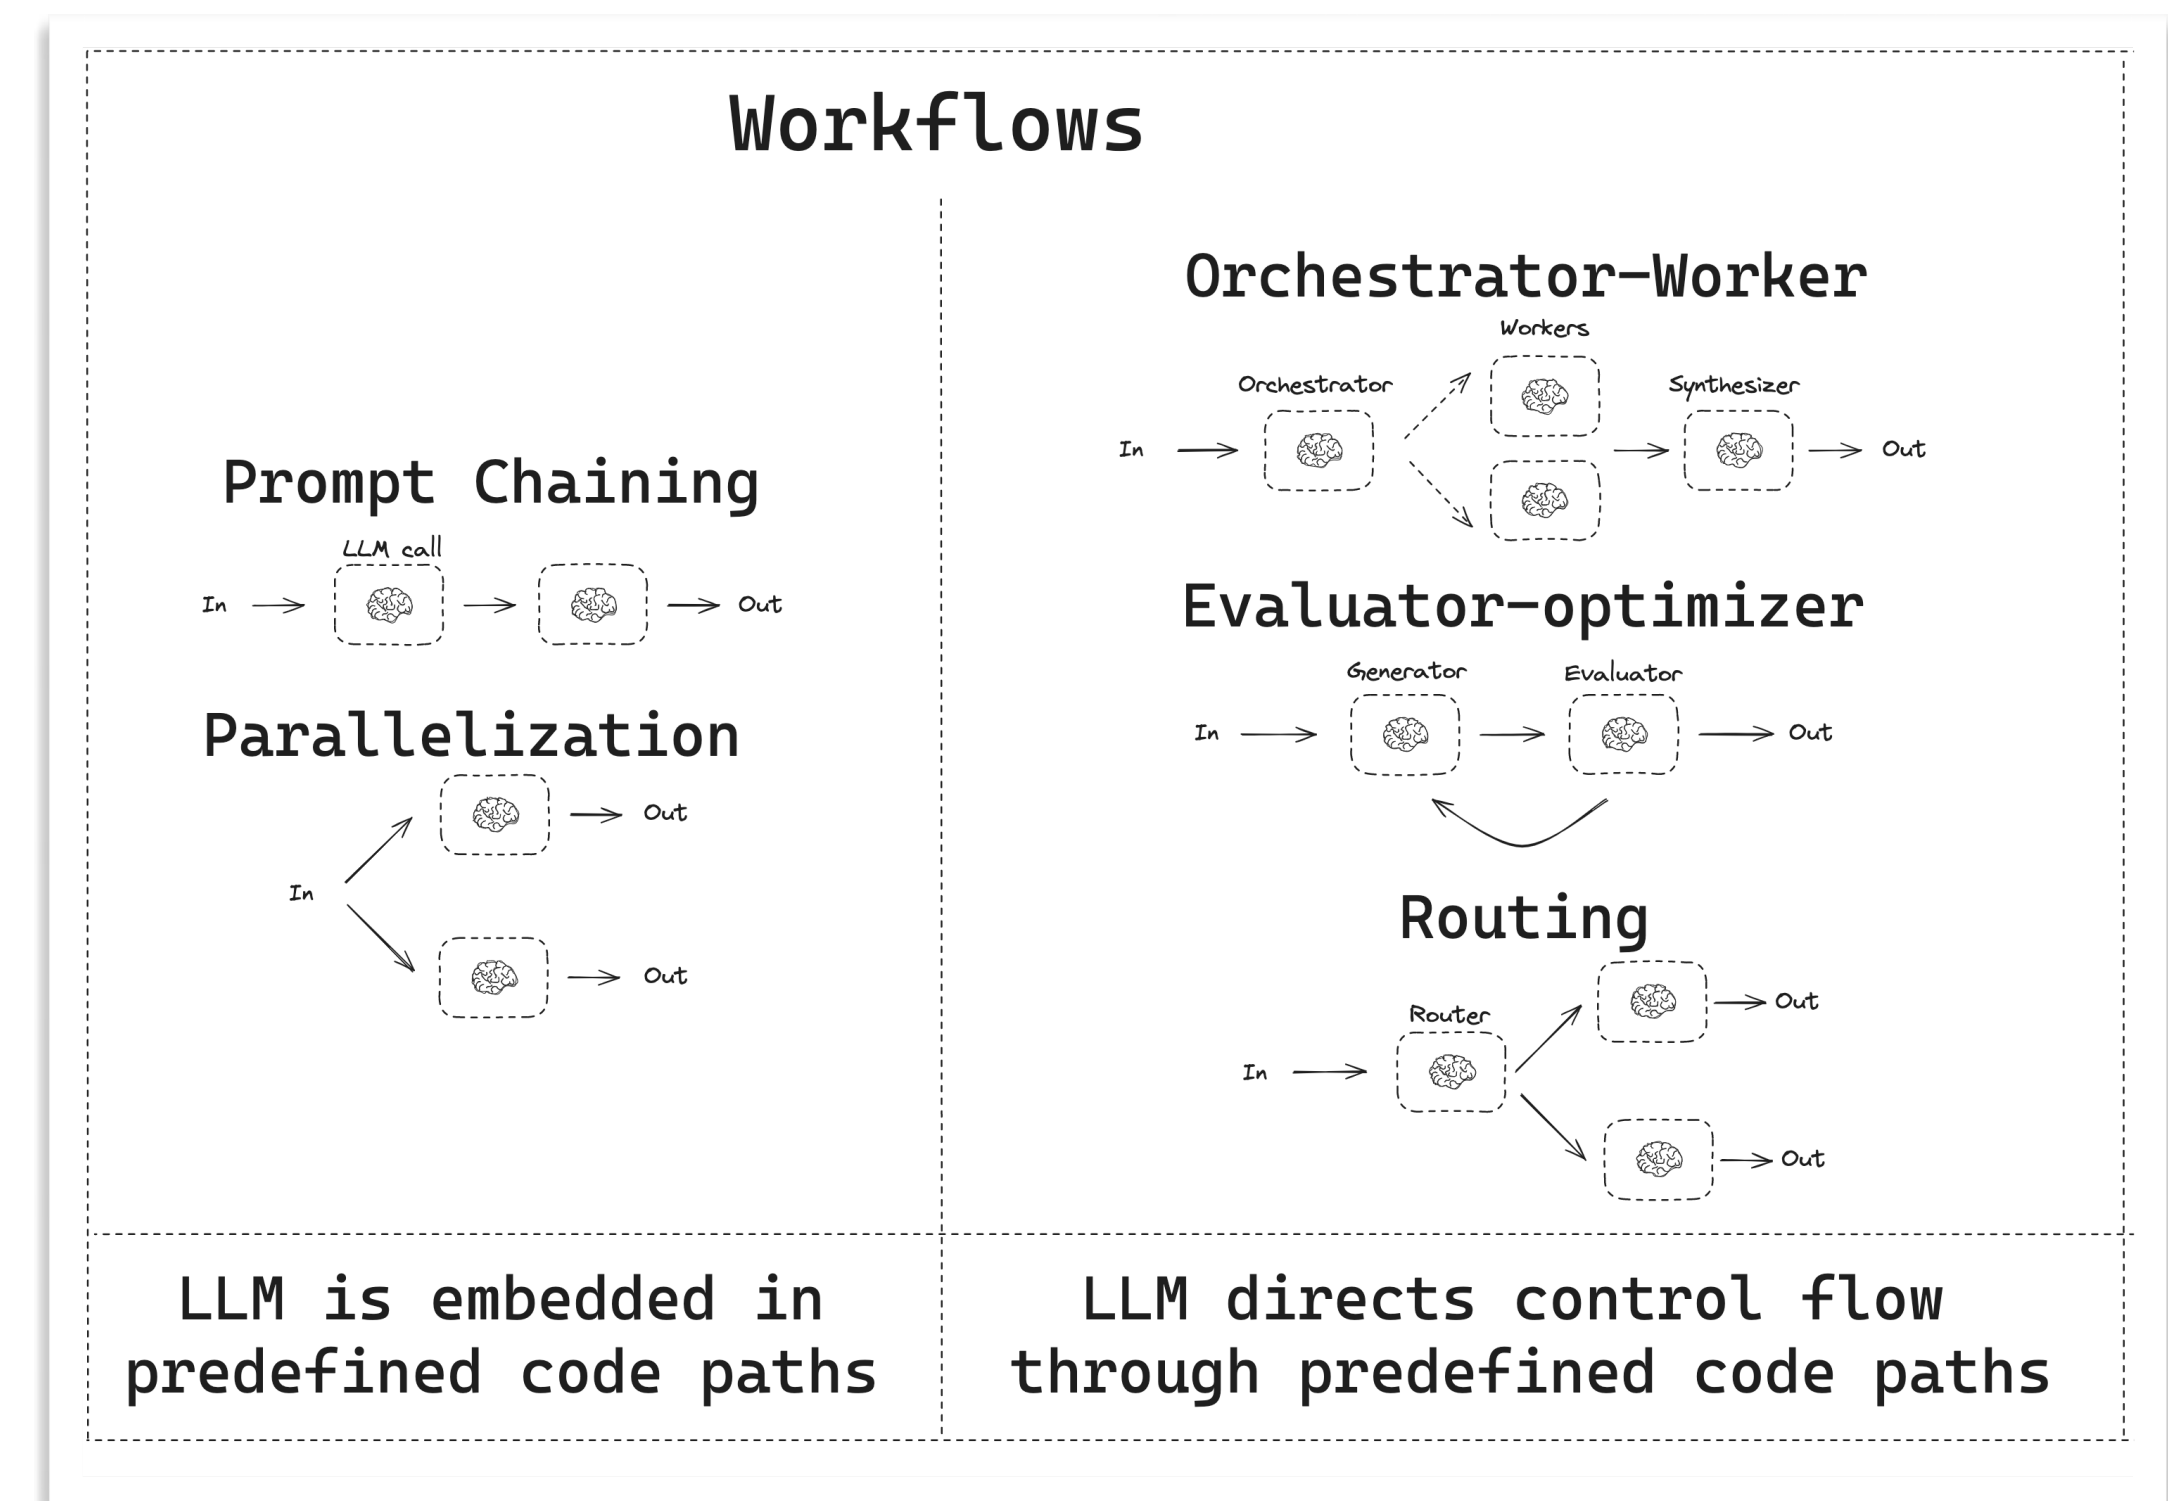 Workflows
Prompt Chaining
LLM call
In
Out
Parallelization
Out
In
Out
Orchestrator-Worker
Workers
Orchestrator
Synthesizer
In
Out
Evaluator-optimizer
Generator
Evaluator
In
Out
Routing
Router
Out
In
Out
LLM is embedded in
predefined code paths
LLM directs control flow
through predefined code paths